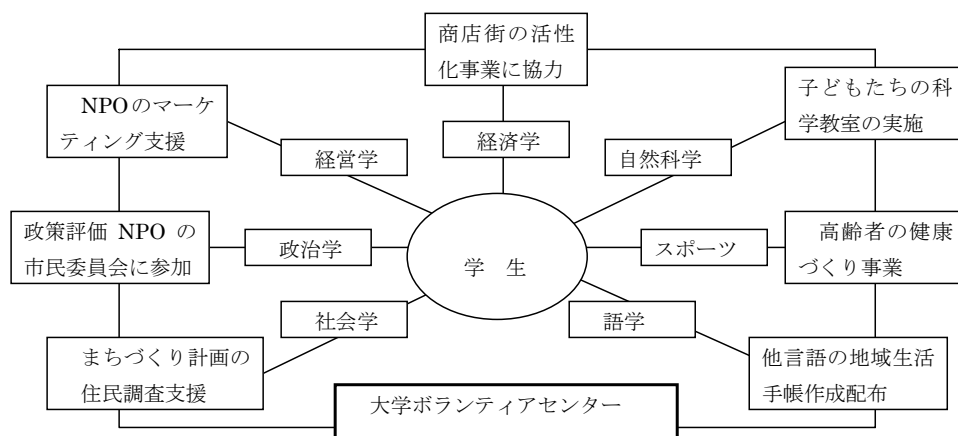 商店街の活性
化事業に協力
NPOのマーケ
ティング支援
子どもたちの科
学教室の実施
経営学
経済学
自然科学
政策評価 NPO の
市民委員会に参加
政治学
学 生
スポーツ
高齢者の健康
づくり事業
社会学
語学
まちづくり計画の
住民調査支援
他言語の地域生活
手帳作成配布
大学ボランティアセンター